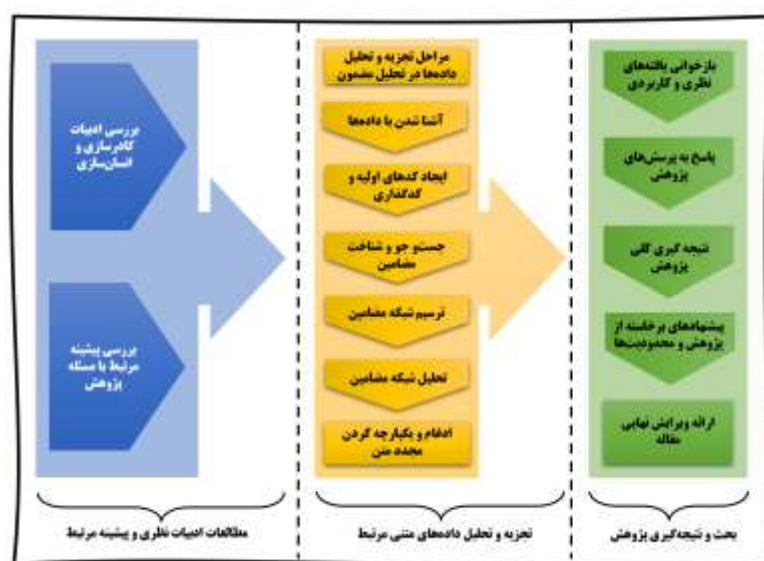 بررسی ادبیات
کادرسازی و
انسان‌سازی
بررسی پیشینه
مرتبط با مسئله
پژوهش
مطالعات ادبیات نظری و پیشینه مرتبط
مراحل تجزیه و تحلیل
داده‌ها در تحلیل مضمون
آشنا شدن با داده‌ها
ایجاد کدهای اولیه و
کدگذاری
جست‌و جو و شناخت
مضامین
ترسیم شبکه مضامین
تحلیل شبکه مضامین
ادغام و یکپارچه کردن
مجدد متن
تجزیه و تحلیل داده‌های متنی مرتبط
بازخوانی یافته‌های
نظری و کاربردی
پاسخ به پرسش‌های
پژوهش
نتیجه گیری کلی
پژوهش
پیشنهادهای برخاسته از
پژوهش و محدودیت‌ها
ارائه ویرایش نهایی
مقاله
بحث و نتیجه‌گیری پژوهش